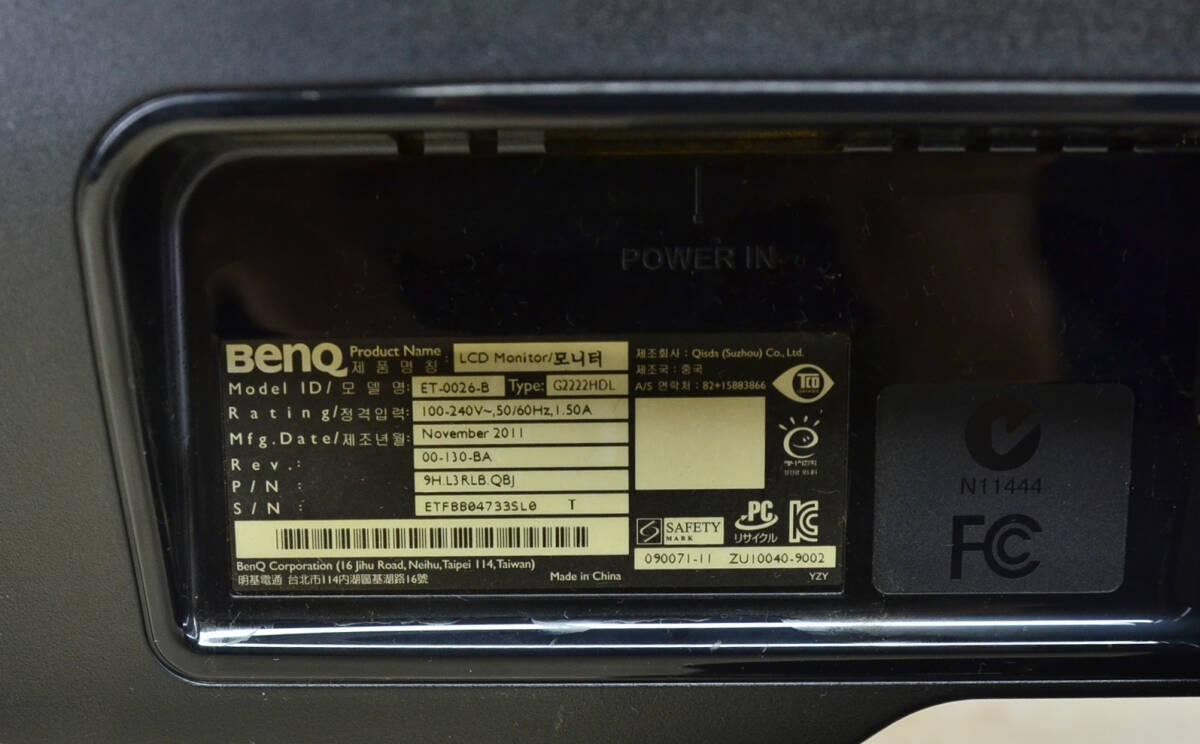 POWER IN
BenQ Product Name : LCD Monitor/모니터
제 품 명 칭
Model ID/모 델 명: ET-0026-B Type: G2222HDL
Rating/정격입력: 100-240V~,50/60Hz,1.50A
Mfg.Date/제조년월: November 2011
Rev.: 00-130-BA
P/N : 9H.L3RLB.QBJ
S/N : ETFBB04733SL0 T
BenQ Corporation (16 Jihu Road, Neihu,Taipei 114,Taiwan)
明基電通 台北市114內湖區基湖路16號
Made in China
제조회사 : Qisda (Suzhou) Co., Ltd.
제조국 : 중국
A/S 연락처 : 82+15883866
TCO
e
SAFETY
MARK
PC
リサイクル
090071-11 ZU10040-9002
YZY
N11444
FC